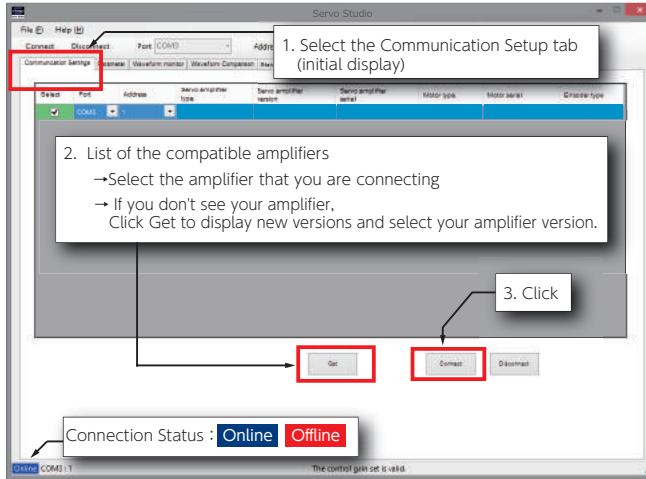 Servo Studio
File (F) Help (H)
Connect Disconnect Port COM3 Address
1. Select the Communication Setup tab
(initial display)
Communication Settings Parameter Waveform monitor Waveform Comparison
Select Port Address Servo amplifier type Servo amplifier version Servo amplifier serial Motor type Motor serial Encoder type
COM3 1
2. List of the compatible amplifiers
→Select the amplifier that you are connecting
→ If you don't see your amplifier,
Click Get to display new versions and select your amplifier version.
3. Click
Get Connect Disconnect
Connection Status : Online Offline
Online COM3 : 1 The control gain set is valid.